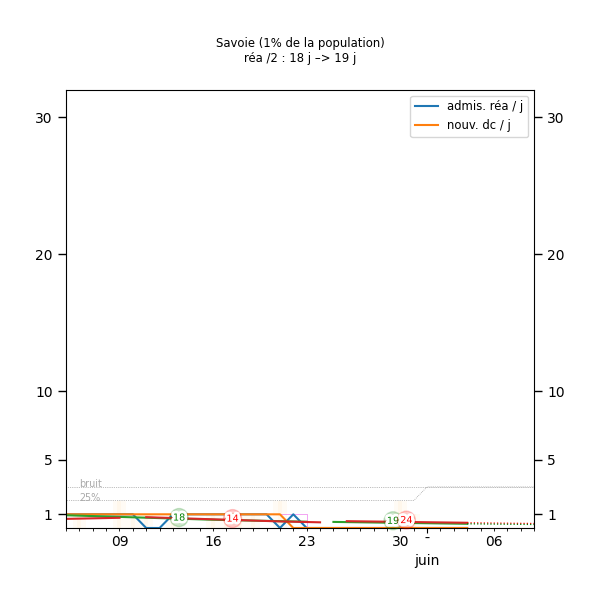 Savoie (1% de la population)
réa /2 : 18 j –> 19 j
admis. réa / j
nouv. dc / j
30 30
20 20
10 10
5 5
bruit
25%
1 18 14 19 24 1
09 16 23 30 - 06
juin